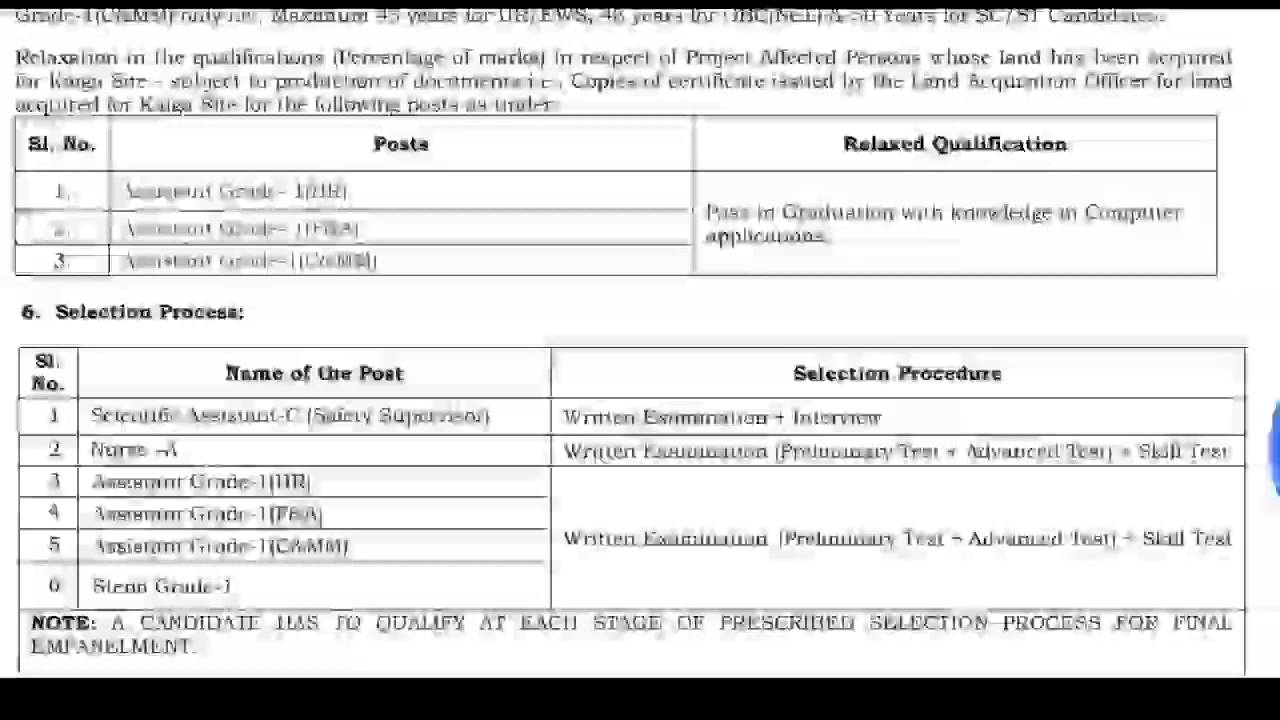 Grade-1(C&MM) only i.e., Maximum 45 years for UR/EWS, 48 years for OBC(NCL) & 50 Years for SC/ST Candidates.
Relaxation in the qualifications (Percentage of marks) in respect of Project Affected Persons whose land has been acquired
for Kaiga Site - subject to production of documents i.e., Copies of certificate issued by the Land Acquisition Officer for land
acquired for Kaiga Site for the following posts as under:
Sl. No. Posts Relaxed Qualification
1. Assistant Grade- 1(HR)
Pass in Graduation with knowledge in Computer
2. Assistant Grade- 1(F&A)
applications.
3. Assistant Grade-1(C&MM)
6. Selection Process:
Sl.
No. Name of the Post Selection Procedure
1 Scientific Assistant-C (Safety Supervisor) Written Examination + Interview
2 Nurse -A Written Examination (Preliminary Test + Advanced Test) + Skill Test
3 Assistant Grade-1(HR)
4 Assistant Grade-1(F&A)
Written Examination (Preliminary Test + Advanced Test) + Skill Test
5 Assistant Grade-1(C&MM)
6 Steno Grade-1
NOTE: A CANDIDATE HAS TO QUALIFY AT EACH STAGE OF PRESCRIBED SELECTION PROCESS FOR FINAL
EMPANELMENT.